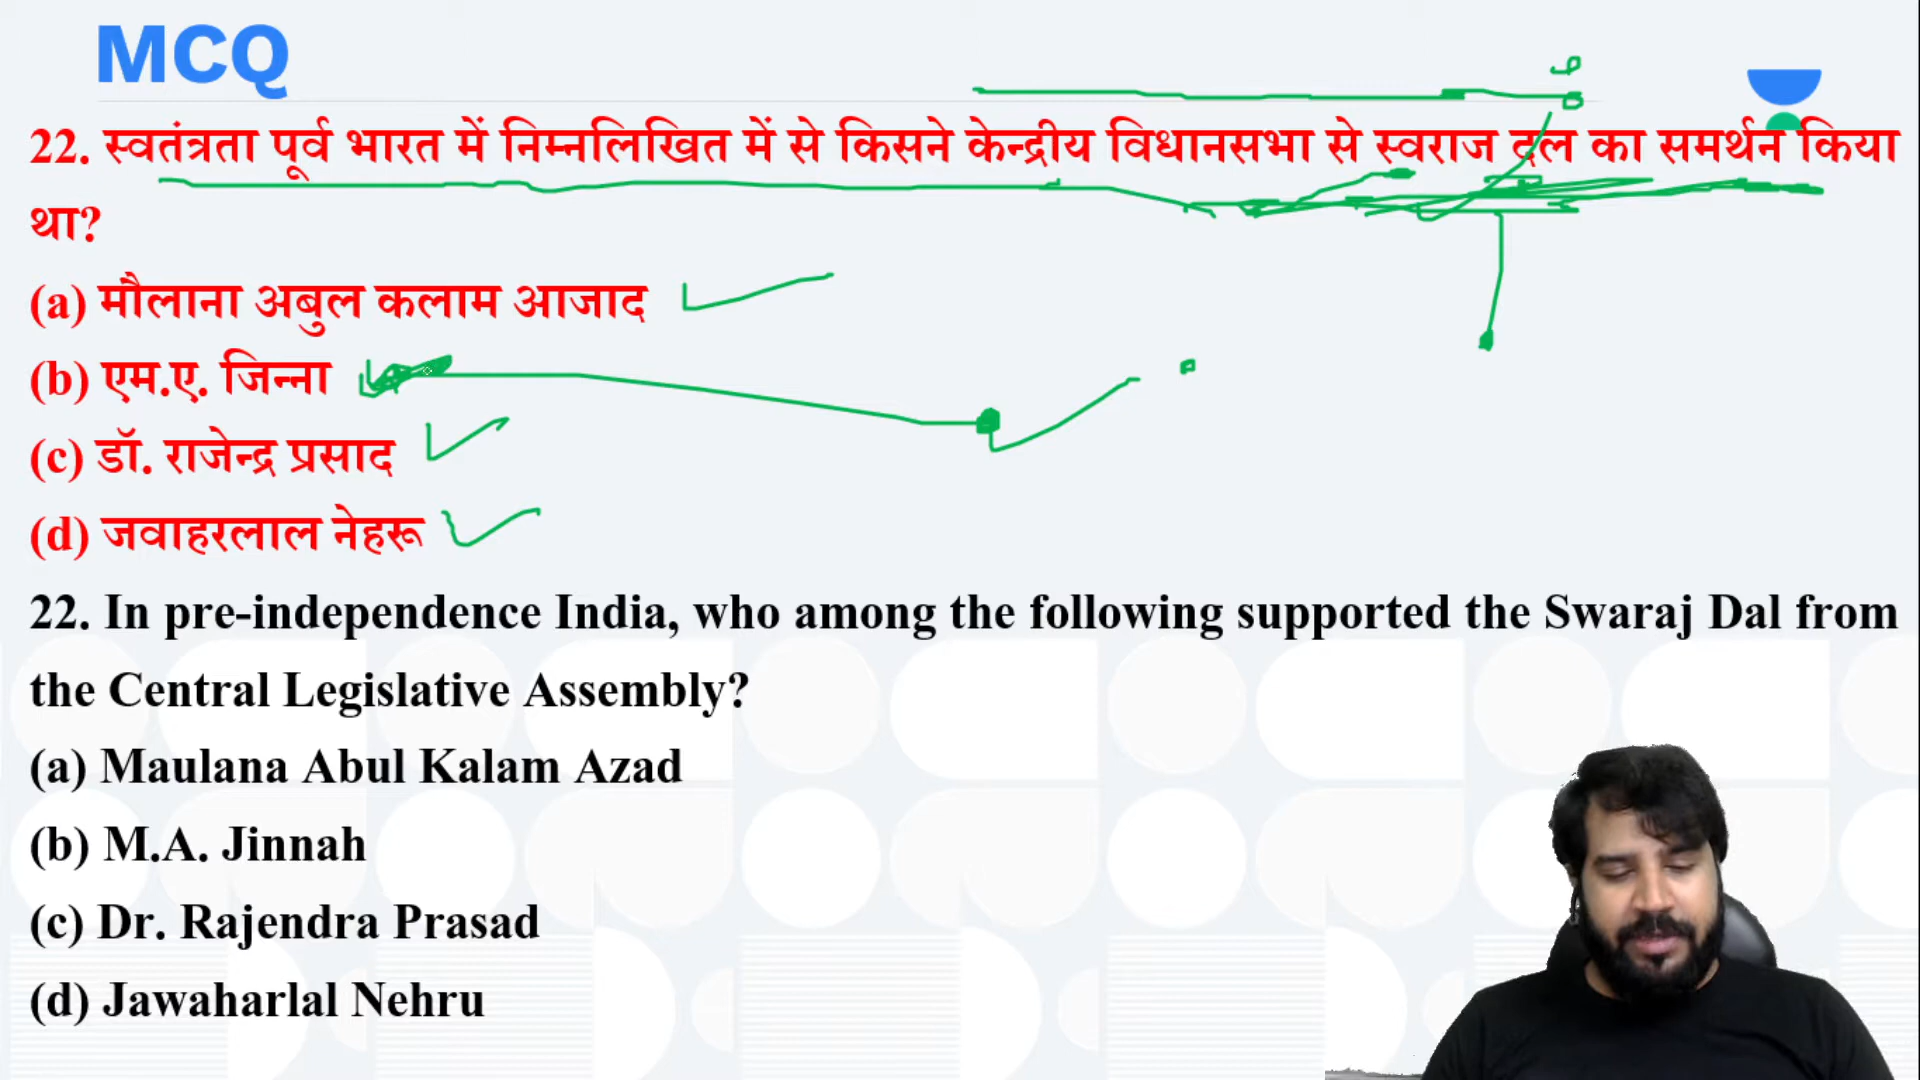 MCQ
22. स्वतंत्रता पूर्व भारत में निम्नलिखित में से किसने केन्द्रीय विधानसभा से स्वराज दल का समर्थन किया
था?
(a) मौलाना अबुल कलाम आजाद
(b) एम.ए. जिन्ना
(c) डॉ. राजेन्द्र प्रसाद
(d) जवाहरलाल नेहरू
22. In pre-independence India, who among the following supported the Swaraj Dal from
the Central Legislative Assembly?
(a) Maulana Abul Kalam Azad
(b) M.A. Jinnah
(c) Dr. Rajendra Prasad
(d) Jawaharlal Nehru